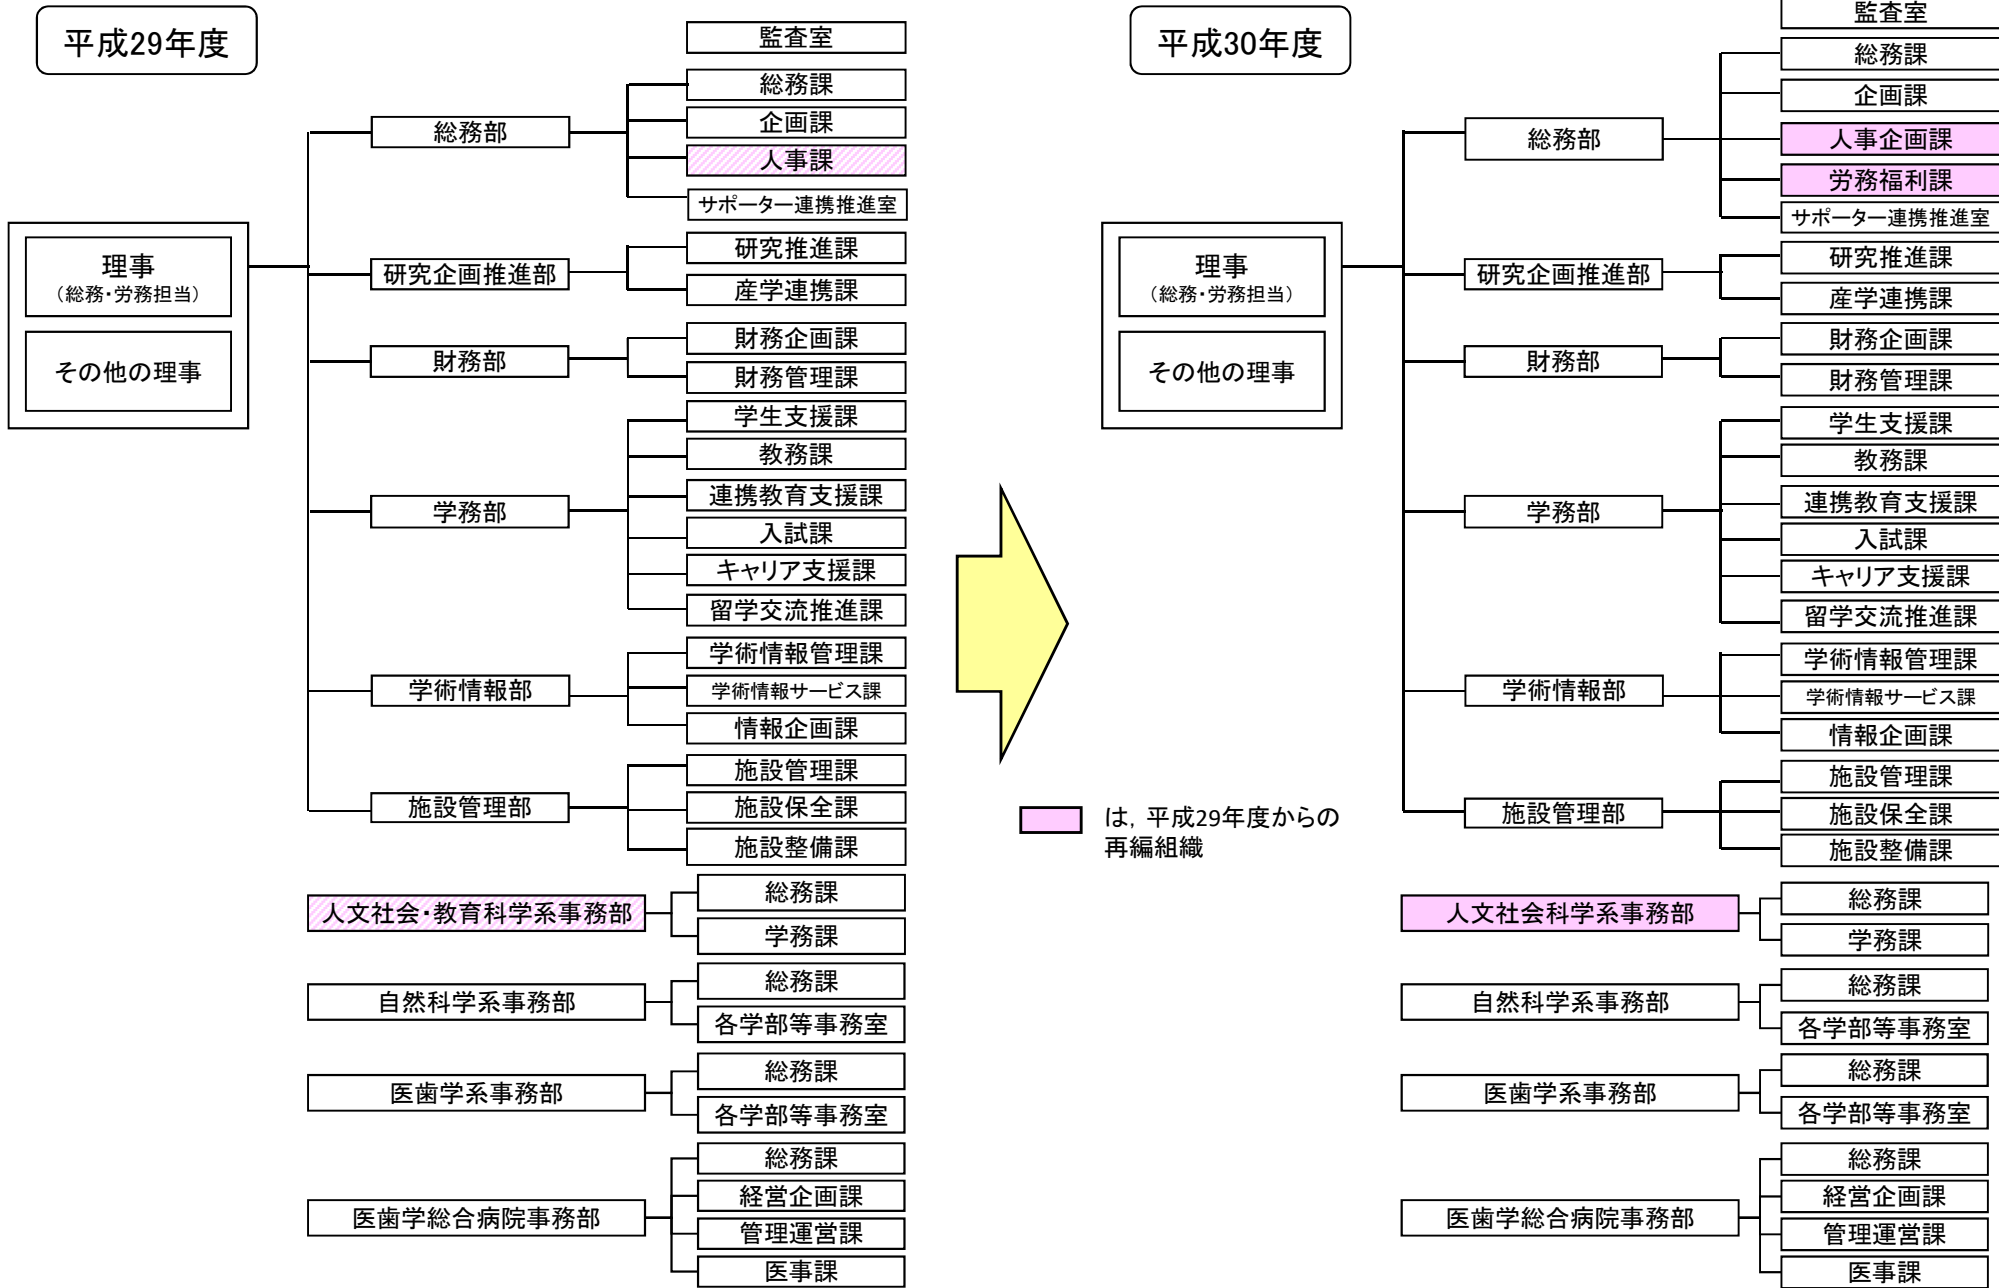 平成29年度
監査室
総務部
総務課
企画課
人事課
サポーター連携推進室
理事
（総務・労務担当）
その他の理事
研究企画推進部
研究推進課
産学連携課
財務部
財務企画課
財務管理課
学務部
学生支援課
教務課
連携教育支援課
入試課
キャリア支援課
留学交流推進課
学術情報部
学術情報管理課
学術情報サービス課
情報企画課
施設管理部
施設管理課
施設保全課
施設整備課
人文社会・教育科学系事務部
総務課
学務課
自然科学系事務部
総務課
各学部等事務室
医歯学系事務部
総務課
各学部等事務室
医歯学総合病院事務部
総務課
経営企画課
管理運営課
医事課
は，平成29年度からの
再編組織
平成30年度
監査室
総務部
総務課
企画課
人事企画課
労務福利課
サポーター連携推進室
理事
（総務・労務担当）
その他の理事
研究企画推進部
研究推進課
産学連携課
財務部
財務企画課
財務管理課
学務部
学生支援課
教務課
連携教育支援課
入試課
キャリア支援課
留学交流推進課
学術情報部
学術情報管理課
学術情報サービス課
情報企画課
施設管理部
施設管理課
施設保全課
施設整備課
人文社会科学系事務部
総務課
学務課
自然科学系事務部
総務課
各学部等事務室
医歯学系事務部
総務課
各学部等事務室
医歯学総合病院事務部
総務課
経営企画課
管理運営課
医事課